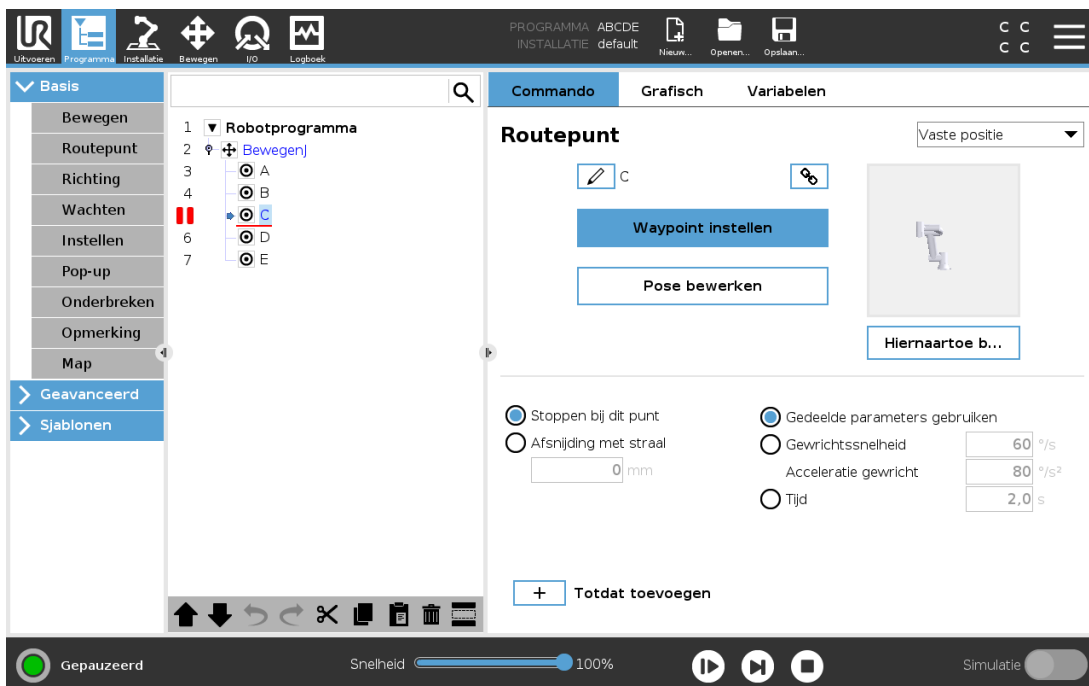 UR
Uitvoeren
Programma
Installatie
Bewegen
I/O
Logboek
PROGRAMMA ABCDE
INSTALLATIE default
Nieuw...
Openen...
Opslaan...
C C
C C
Basis
Bewegen
Routepunt
Richting
Wachten
Instellen
Pop-up
Onderbreken
Opmerking
Map
Geavanceerd
Sjablonen
1 Robotprogramma
2 BewegenJ
3 A
4 B
C
6 D
7 E
Commando Grafisch Variabelen
Routepunt
Vaste positie
C
Waypoint instellen
Pose bewerken
Hiernaartoe b...
Stoppen bij dit punt
Afsnijding met straal
0 mm
Gedeelde parameters gebruiken
Gewrichtssnelheid 60 °/s
Acceleratie gewricht 80 °/s²
Tijd 2,0 s
+ Totdat toevoegen
Gepauzeerd
Snelheid 100%
Simulatie